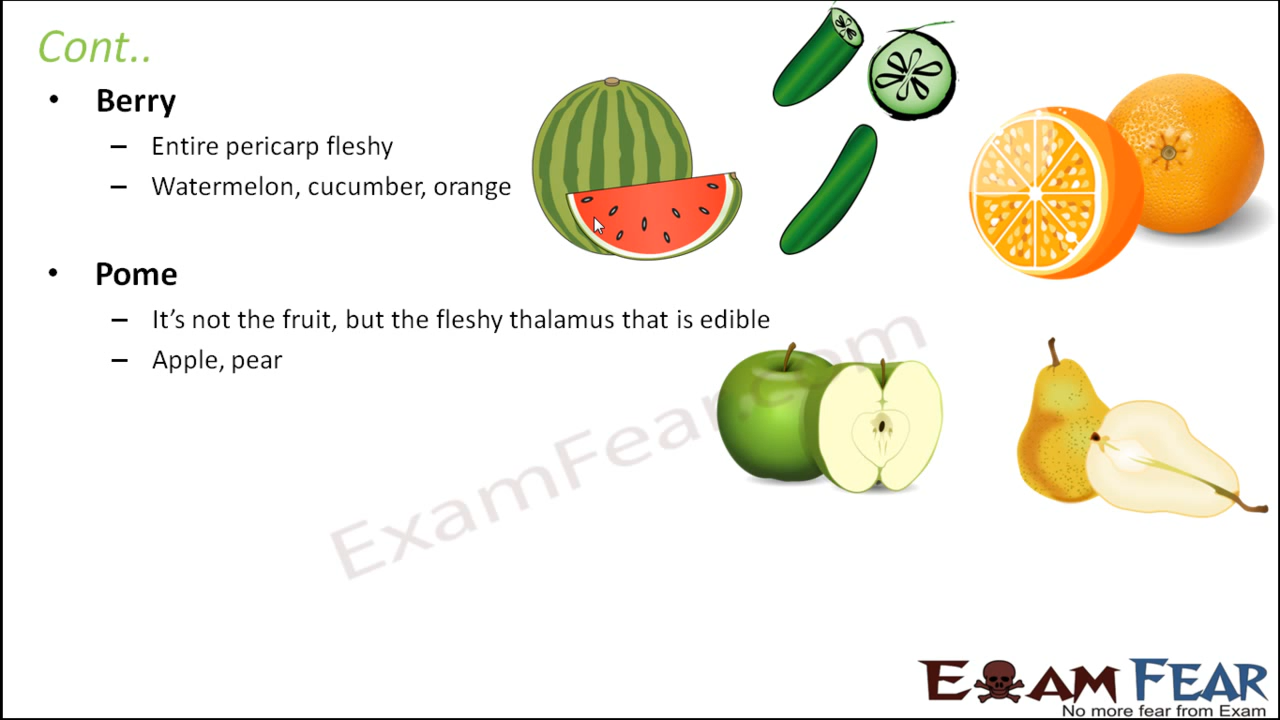 Cont..
• Berry
– Entire pericarp fleshy
– Watermelon, cucumber, orange
• Pome
– It’s not the fruit, but the fleshy thalamus that is edible
– Apple, pear
ExamFear.com
EXAM FEAR
No more fear from Exam